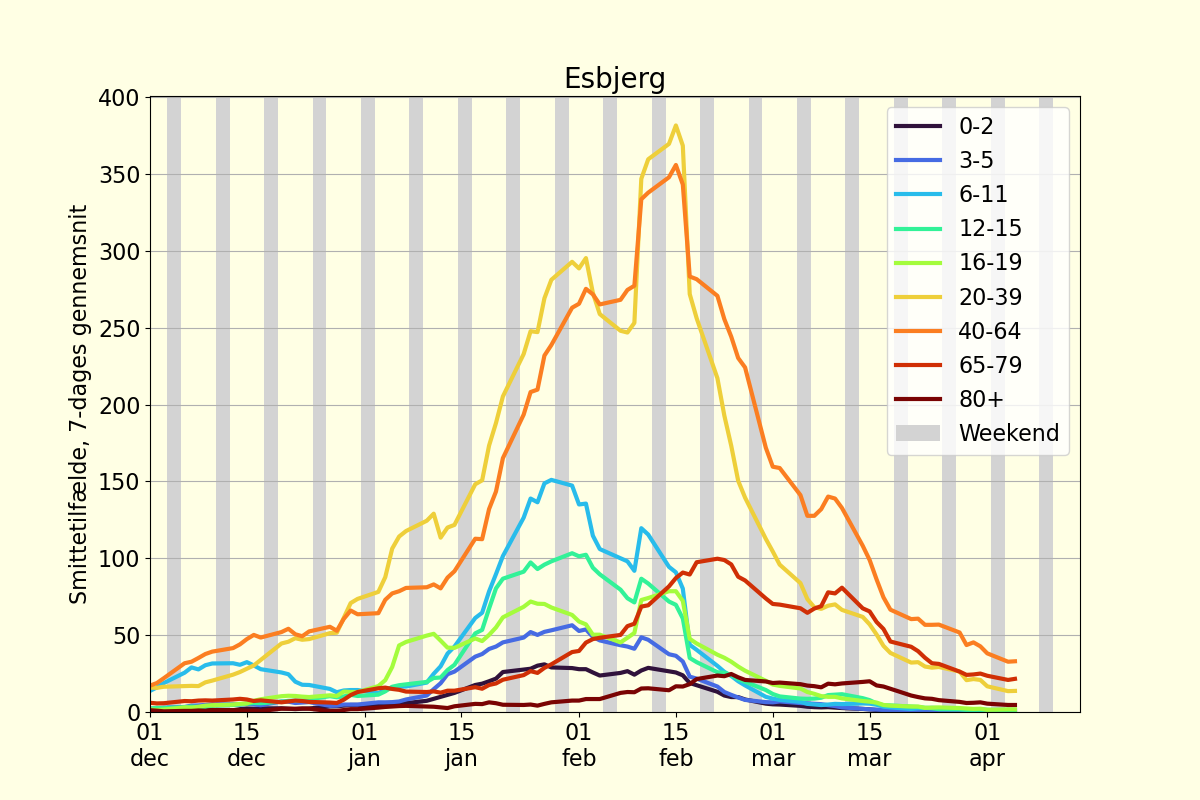 Esbjerg
Smittetilfælde, 7-dages gennemsnit
400
350
300
250
200
150
100
50
0
01 dec
15 dec
01 jan
15 jan
01 feb
15 feb
01 mar
15 mar
01 apr
0-2
3-5
6-11
12-15
16-19
20-39
40-64
65-79
80+
Weekend